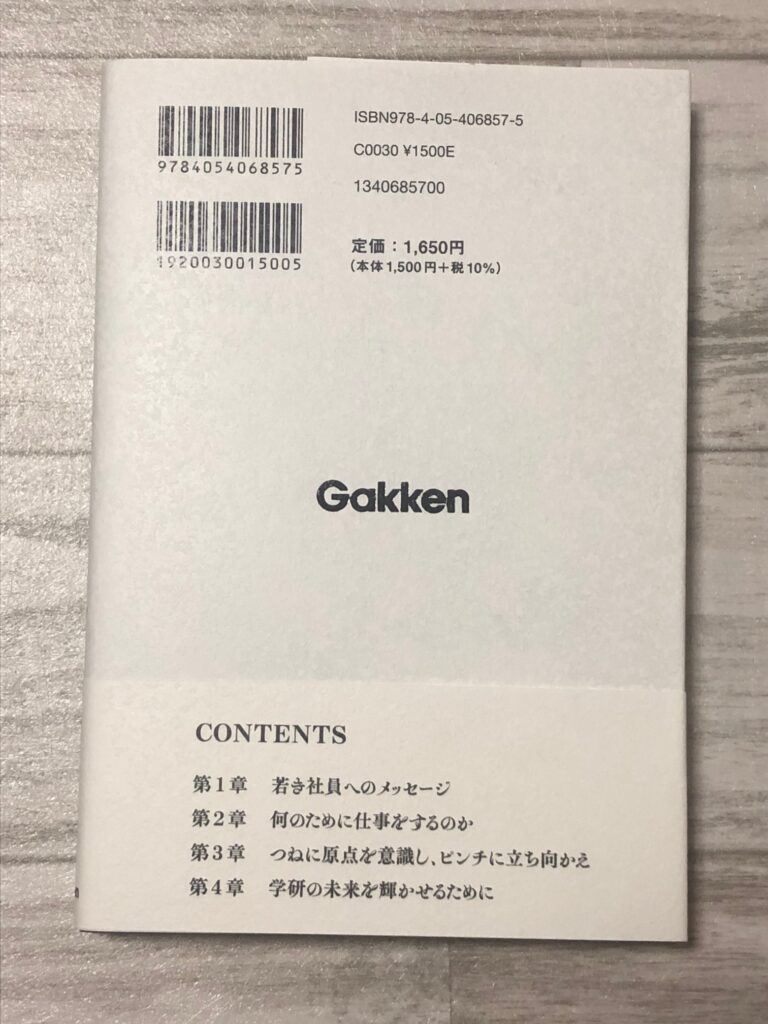 9784054068575
1920030015005
ISBN978-4-05-406857-5
C0030 ¥1500E
1340685700
定価：1,650円
（本体1,500円＋税10%）
Gakken
CONTENTS
第1章 若き社員へのメッセージ
第2章 何のために仕事をするのか
第3章 つねに原点を意識し、ピンチに立ち向かえ
第4章 学研の未来を輝かせるために